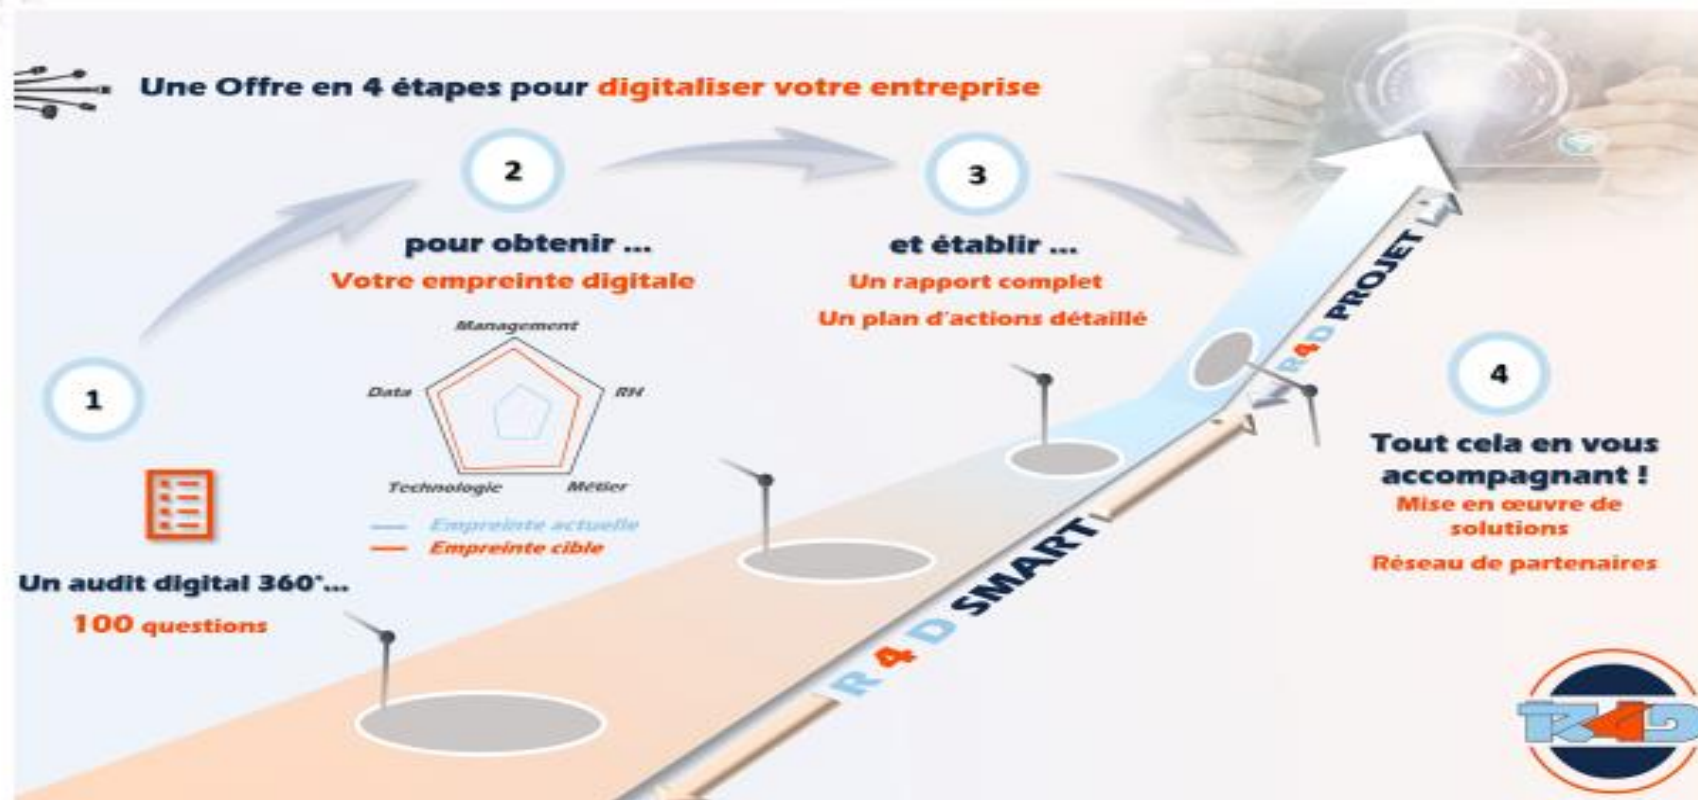 Une Offre en 4 étapes pour digitaliser votre entreprise
1
Un audit digital 360°...
100 questions
2
pour obtenir ...
Votre empreinte digitale
Management
Data
RH
Technologie
Métier
Empreinte actuelle
Empreinte cible
3
et établir ...
Un rapport complet
Un plan d'actions détaillé
R4D SMART
R4D PROJET
4
Tout cela en vous
accompagnant !
Mise en œuvre de
solutions
Réseau de partenaires
R4D